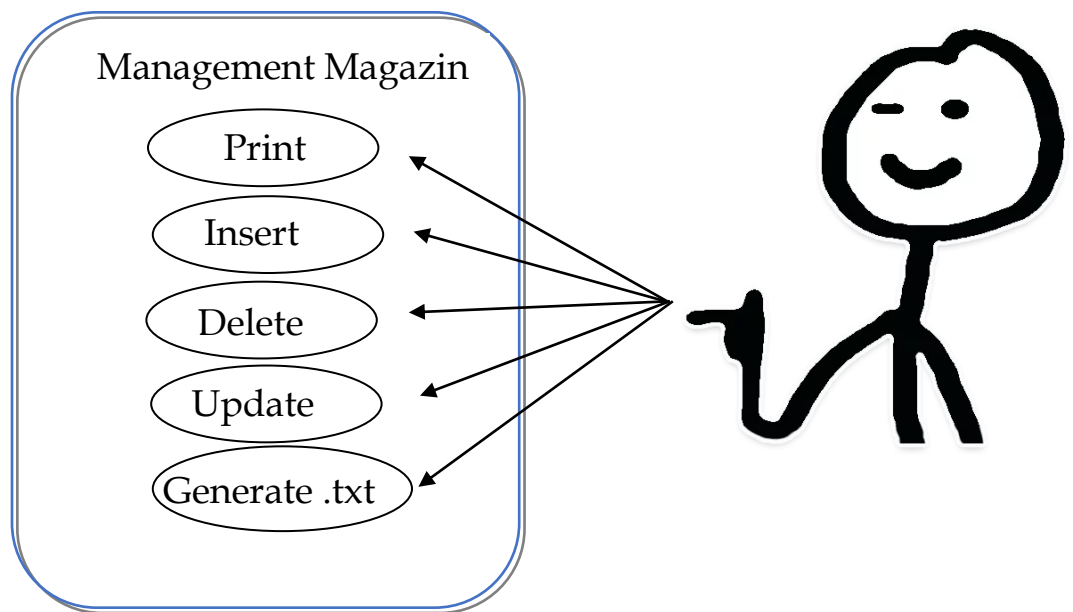 Management Magazin
Print
Insert
Delete
Update
Generate .txt